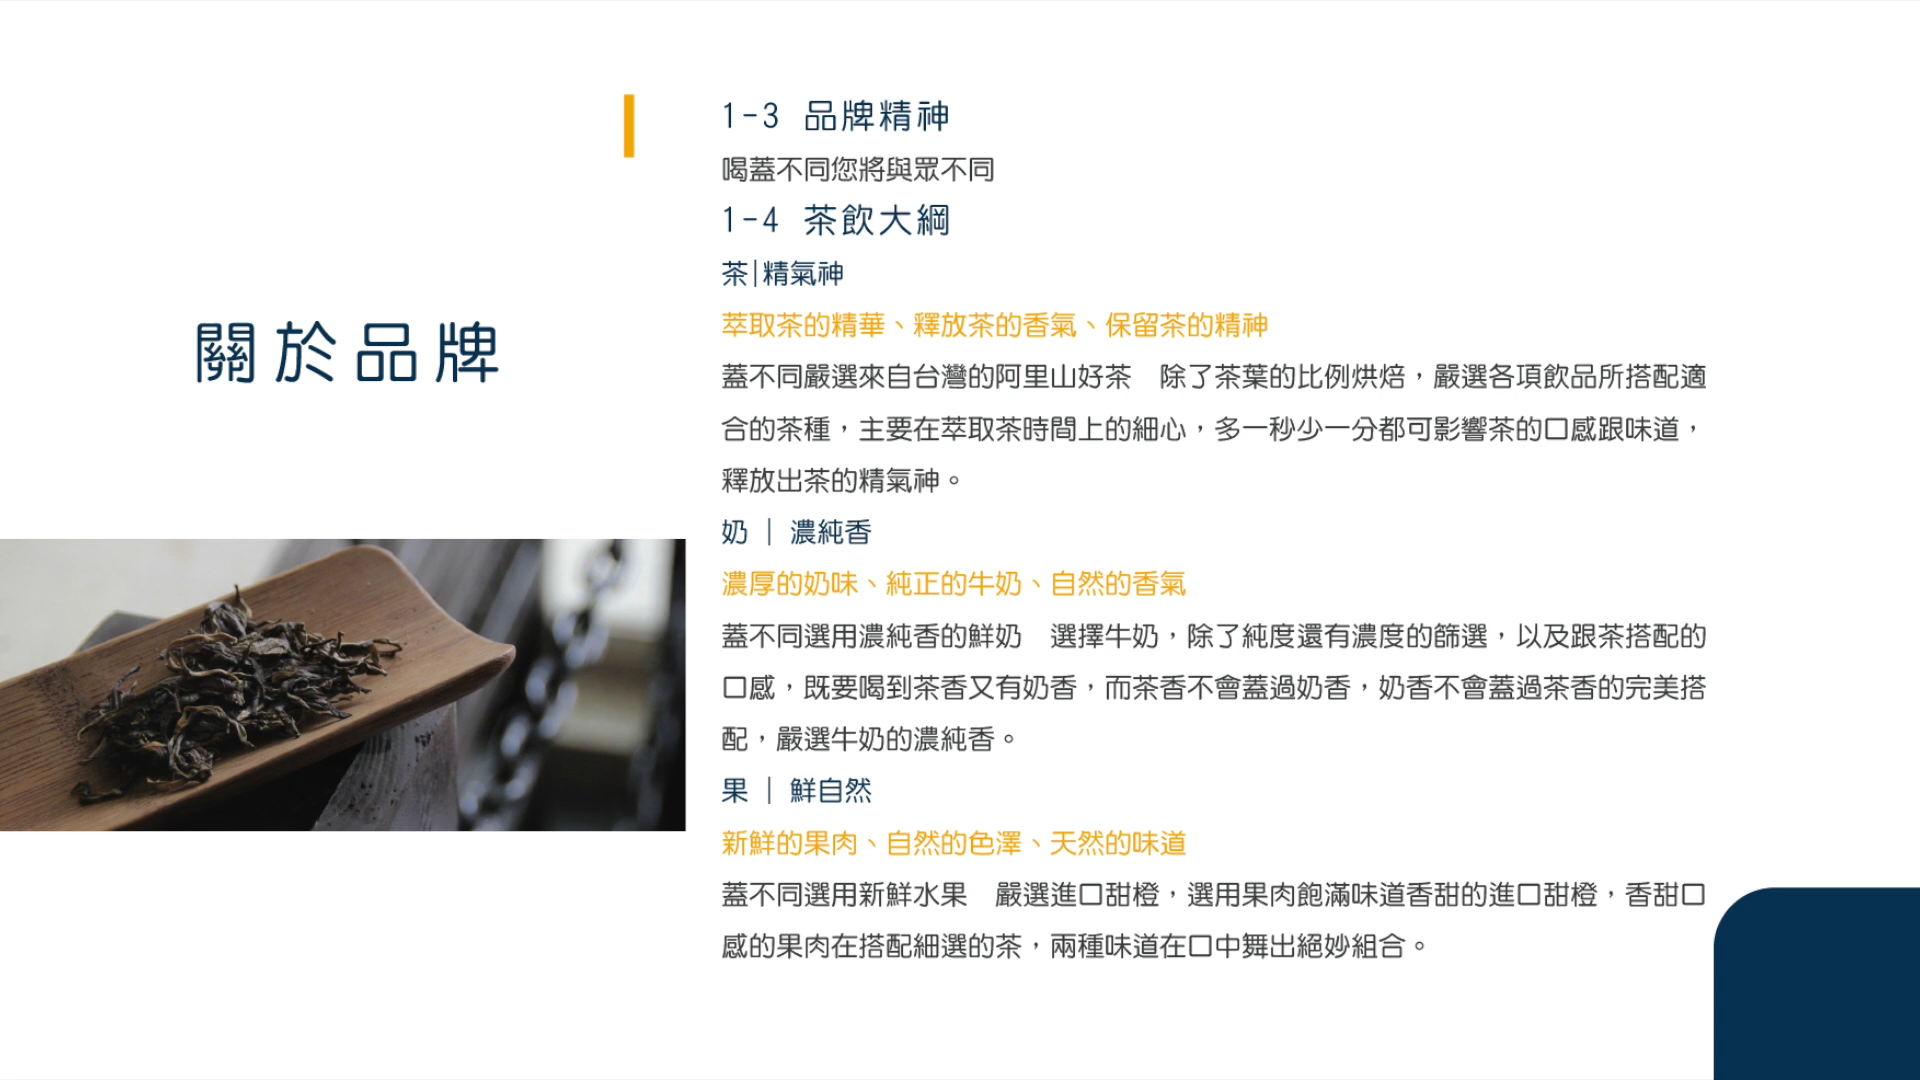 關於品牌
1-3 品牌精神
喝蓋不同您將與眾不同
1-4 茶飲大綱
茶|精氣神
萃取茶的精華、釋放茶的香氣、保留茶的精神
蓋不同嚴選來自台灣的阿里山好茶　除了茶葉的比例烘焙，嚴選各項飲品所搭配適
合的茶種，主要在萃取茶時間上的細心，多一秒少一分都可影響茶的口感跟味道，
釋放出茶的精氣神。
奶 | 濃純香
濃厚的奶味、純正的牛奶、自然的香氣
蓋不同選用濃純香的鮮奶　選擇牛奶，除了純度還有濃度的篩選，以及跟茶搭配的
口感，既要喝到茶香又有奶香，而茶香不會蓋過奶香，奶香不會蓋過茶香的完美搭
配，嚴選牛奶的濃純香。
果 | 鮮自然
新鮮的果肉、自然的色澤、天然的味道
蓋不同選用新鮮水果　嚴選進口甜橙，選用果肉飽滿味道香甜的進口甜橙，香甜口
感的果肉在搭配細選的茶，兩種味道在口中舞出絕妙組合。